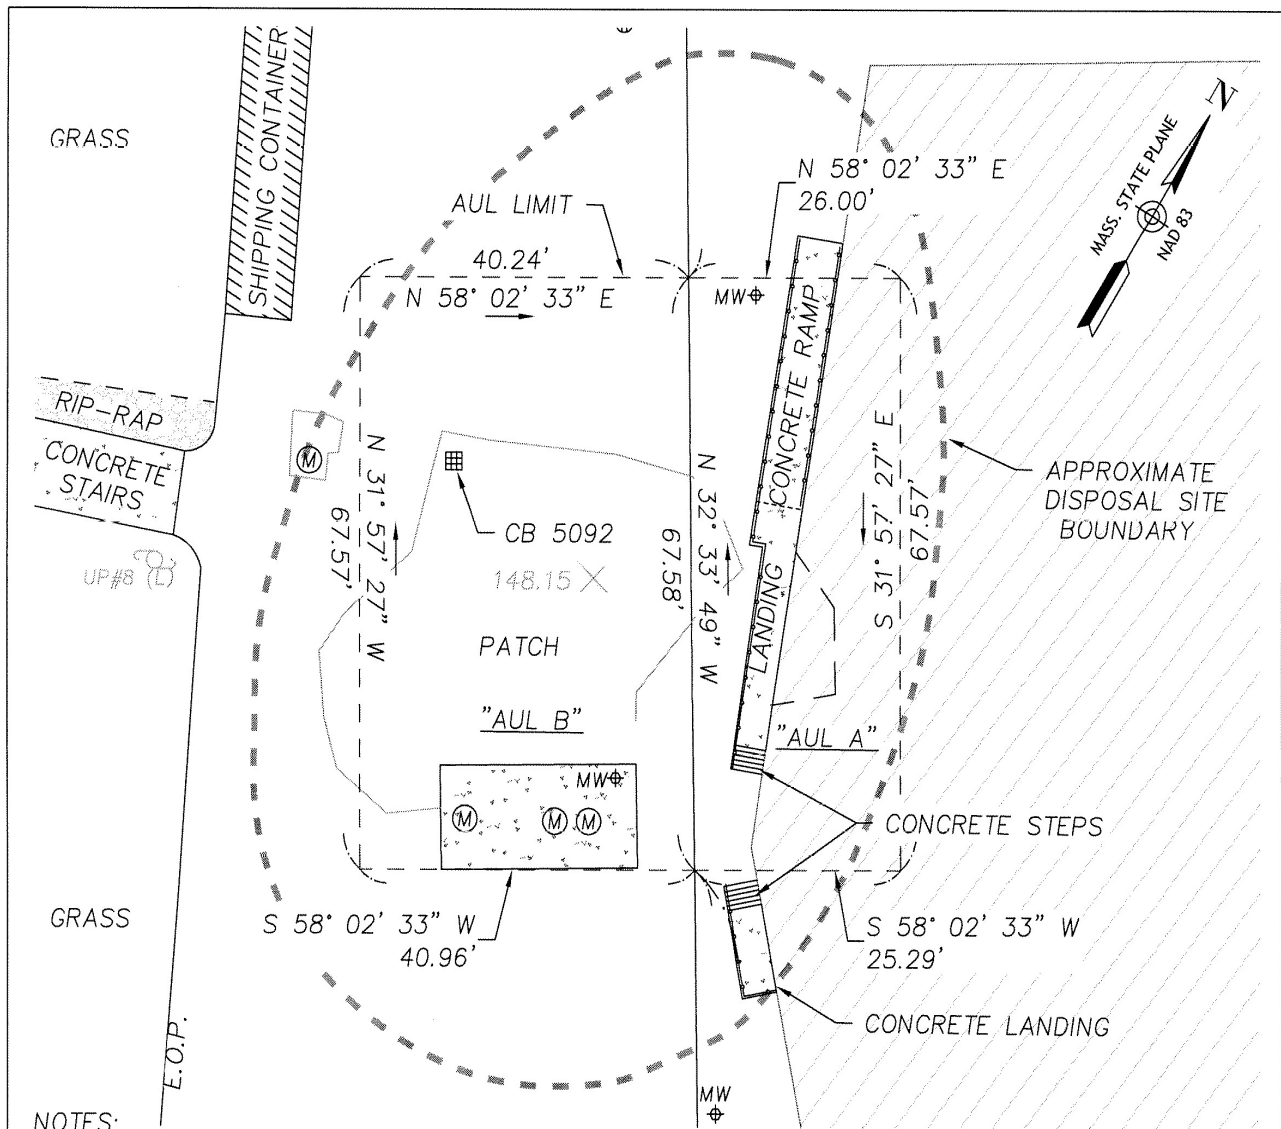 GRASS
SHIPPING CONTAINER
N
MASS. STATE PLANE
NAD 83
N 58° 02' 33" E
26.00'
AUL LIMIT
40.24'
N 58° 02' 33" E
MW
CONCRETE RAMP
RIP-RAP
CONCRETE
STAIRS
M
N 31° 57' 27" W
67.57'
CB 5092
148.15
N 32° 33' 49" W
67.58'
S 31° 57' 27" E
67.57'
APPROXIMATE
DISPOSAL SITE
BOUNDARY
UP#8 (L)
PATCH
LANDING
"AUL B"
"AUL A"
MW
M
M
M
CONCRETE STEPS
GRASS
S 58° 02' 33" W
40.96'
S 58° 02' 33" W
25.29'
CONCRETE LANDING
E.O.P.
MW
NOTES: